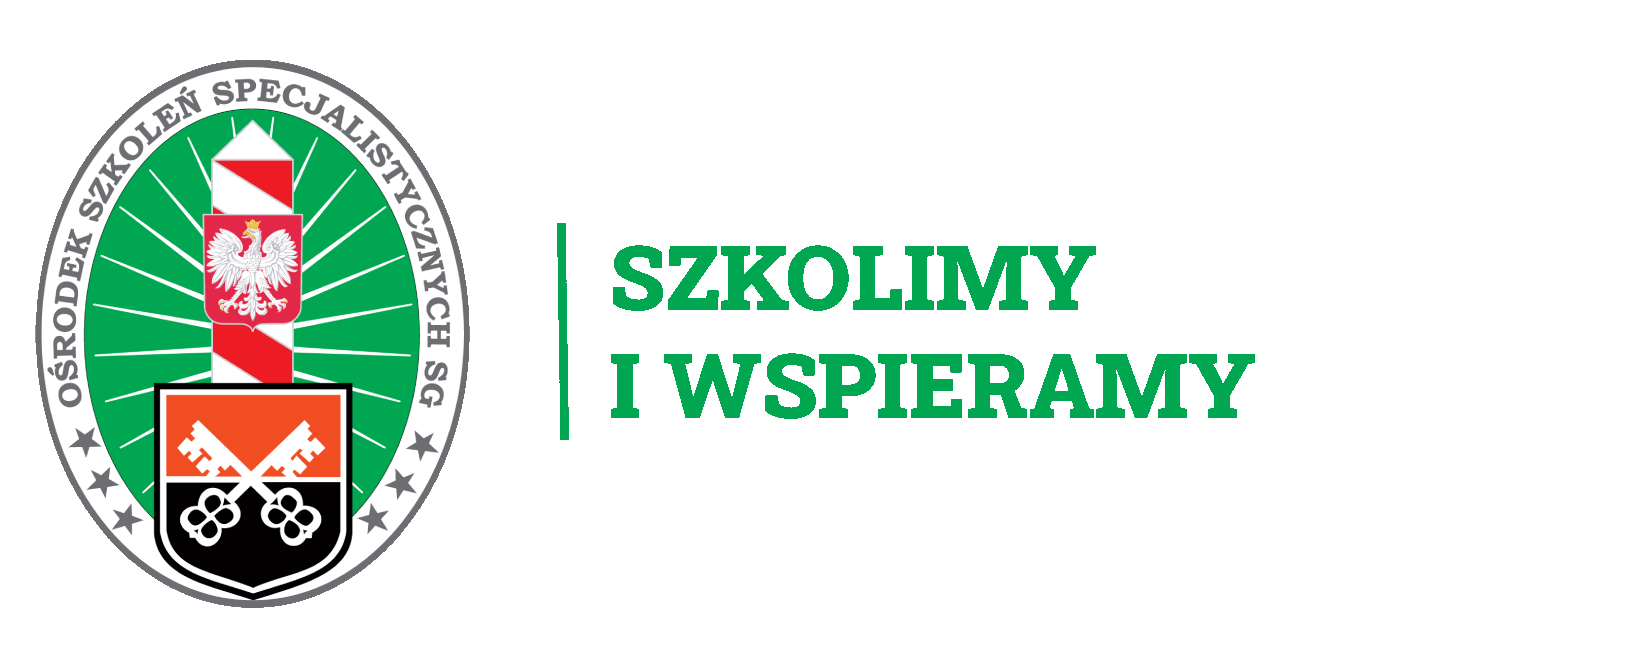 OŚRODEK SZKOLEŃ SPECJALISTYCZNYCH SG
SZKOLIMY
I WSPIERAMY